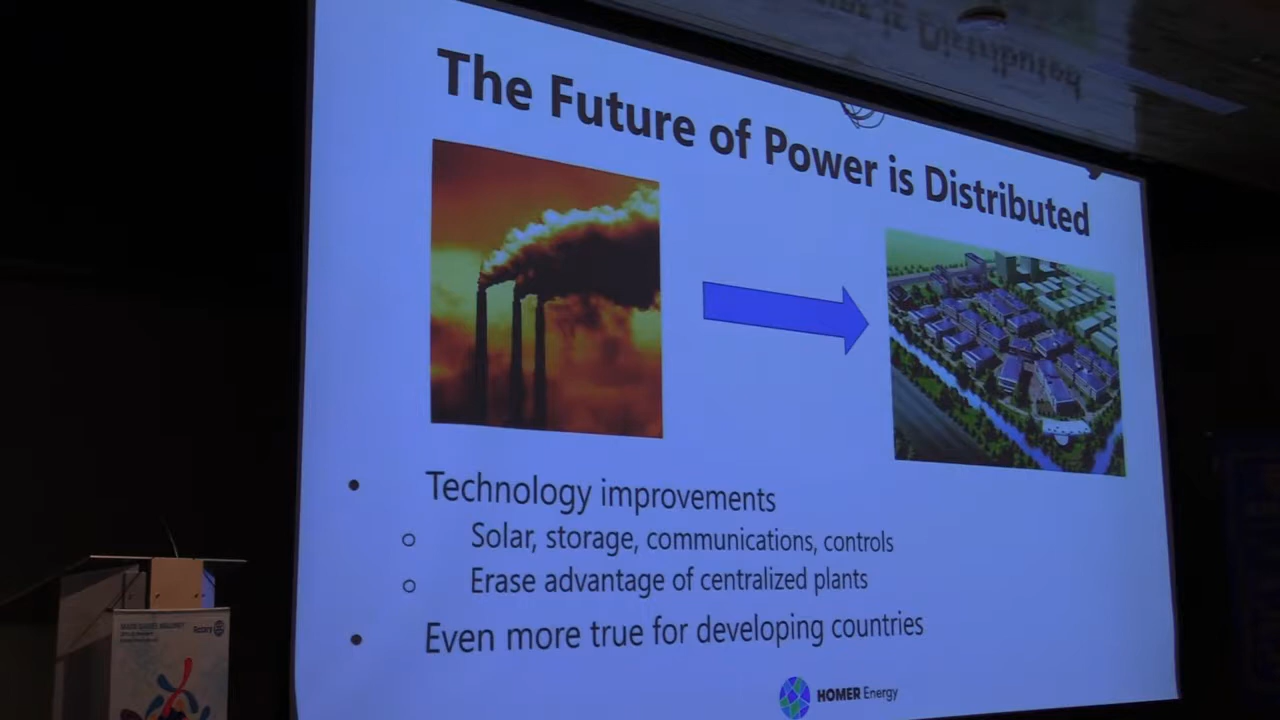 The Future of Power is Distributed
Technology improvements
Solar, storage, communications, controls
Erase advantage of centralized plants
Even more true for developing countries
HOMER Energy
Rotary